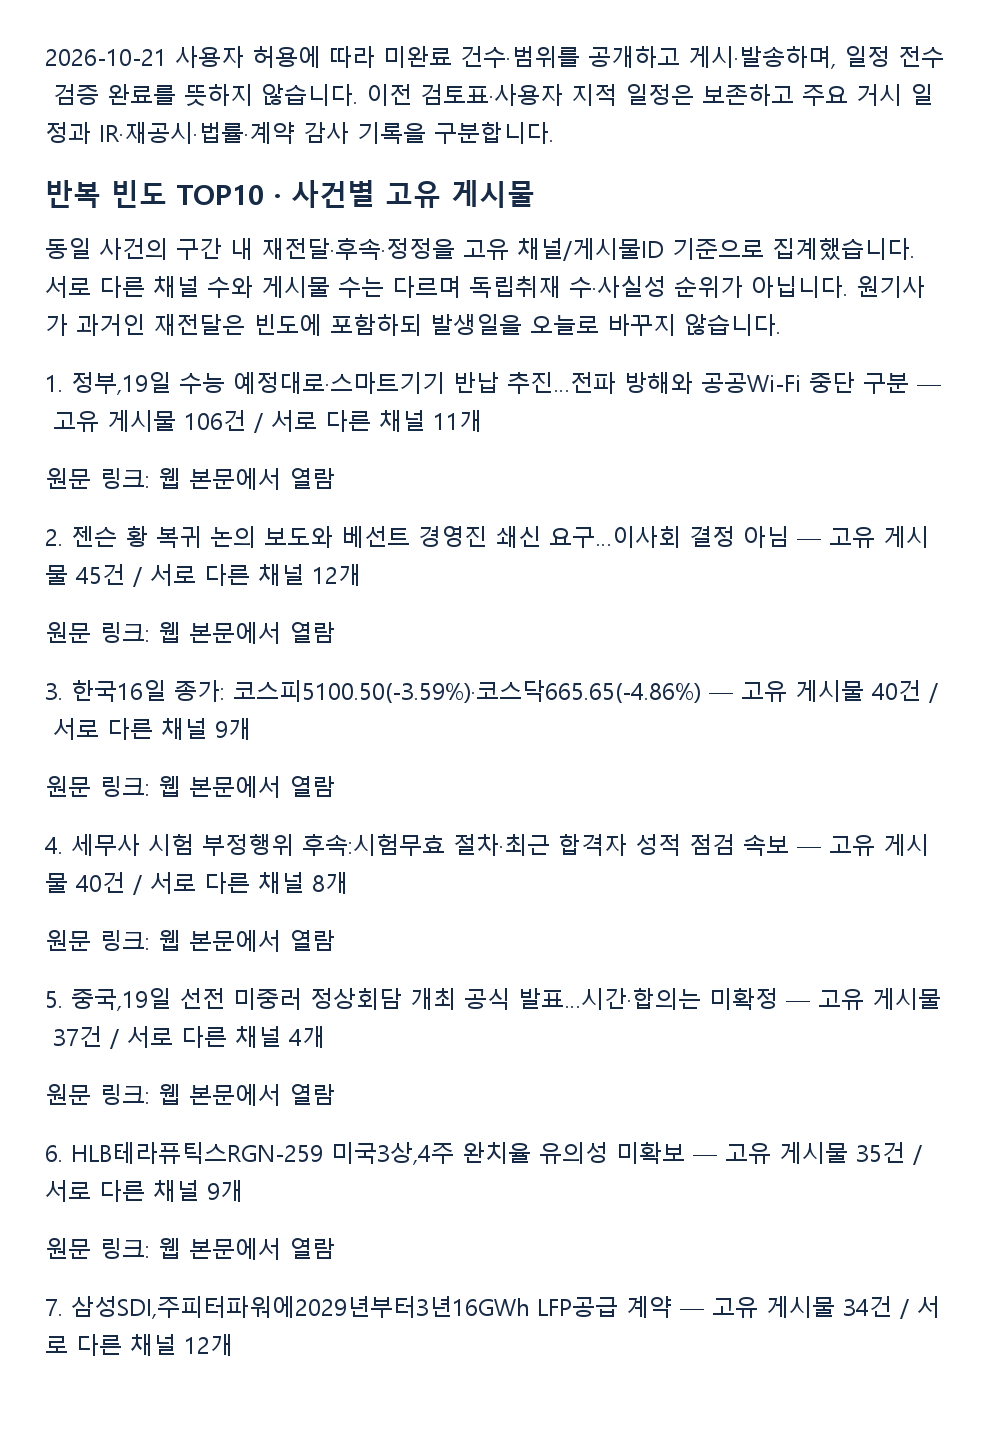 2026-10-21 사용자 허용에 따라 미완료 건수·범위를 공개하고 게시·발송하며, 일정 전수
검증 완료를 뜻하지 않습니다. 이전 검토표·사용자 지적 일정은 보존하고 주요 거시 일
정과 IR·재공시·법률·계약 감사 기록을 구분합니다.
반복 빈도 TOP10 · 사건별 고유 게시물
동일 사건의 구간 내 재전달·후속·정정을 고유 채널/게시물ID 기준으로 집계했습니다.
서로 다른 채널 수와 게시물 수는 다르며 독립취재 수·사실성 순위가 아닙니다. 원기사
가 과거인 재전달은 빈도에 포함하되 발생일을 오늘로 바꾸지 않습니다.
1. 정부,19일 수능 예정대로·스마트기기 반납 추진...전파 방해와 공공Wi-Fi 중단 구분 —
고유 게시물 106건 / 서로 다른 채널 11개
원문 링크: 웹 본문에서 열람
2. 젠슨 황 복귀 논의 보도와 베선트 경영진 쇄신 요구...이사회 결정 아님 — 고유 게시
물 45건 / 서로 다른 채널 12개
원문 링크: 웹 본문에서 열람
3. 한국16일 종가: 코스피5100.50(-3.59%)·코스닥665.65(-4.86%) — 고유 게시물 40건 /
서로 다른 채널 9개
원문 링크: 웹 본문에서 열람
4. 세무사 시험 부정행위 후속:시험무효 절차·최근 합격자 성적 점검 속보 — 고유 게시
물 40건 / 서로 다른 채널 8개
원문 링크: 웹 본문에서 열람
5. 중국,19일 선전 미중러 정상회담 개최 공식 발표...시간·합의는 미확정 — 고유 게시물
37건 / 서로 다른 채널 4개
원문 링크: 웹 본문에서 열람
6. HLB테라퓨틱스RGN-259 미국3상,4주 완치율 유의성 미확보 — 고유 게시물 35건 /
서로 다른 채널 9개
원문 링크: 웹 본문에서 열람
7. 삼성SDI,주피터파워에2029년부터3년16GWh LFP공급 계약 — 고유 게시물 34건 / 서
로 다른 채널 12개